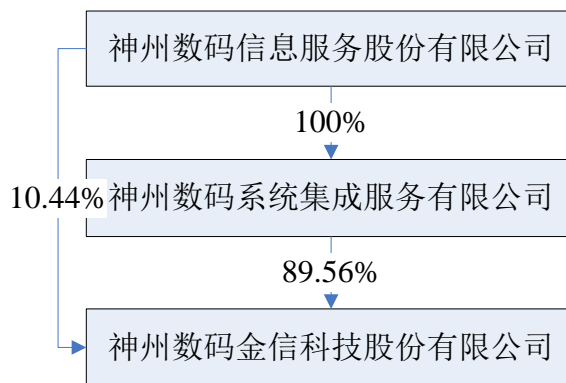 神州数码信息服务股份有限公司
100%
10.44%
神州数码系统集成服务有限公司
89.56%
神州数码金信科技股份有限公司